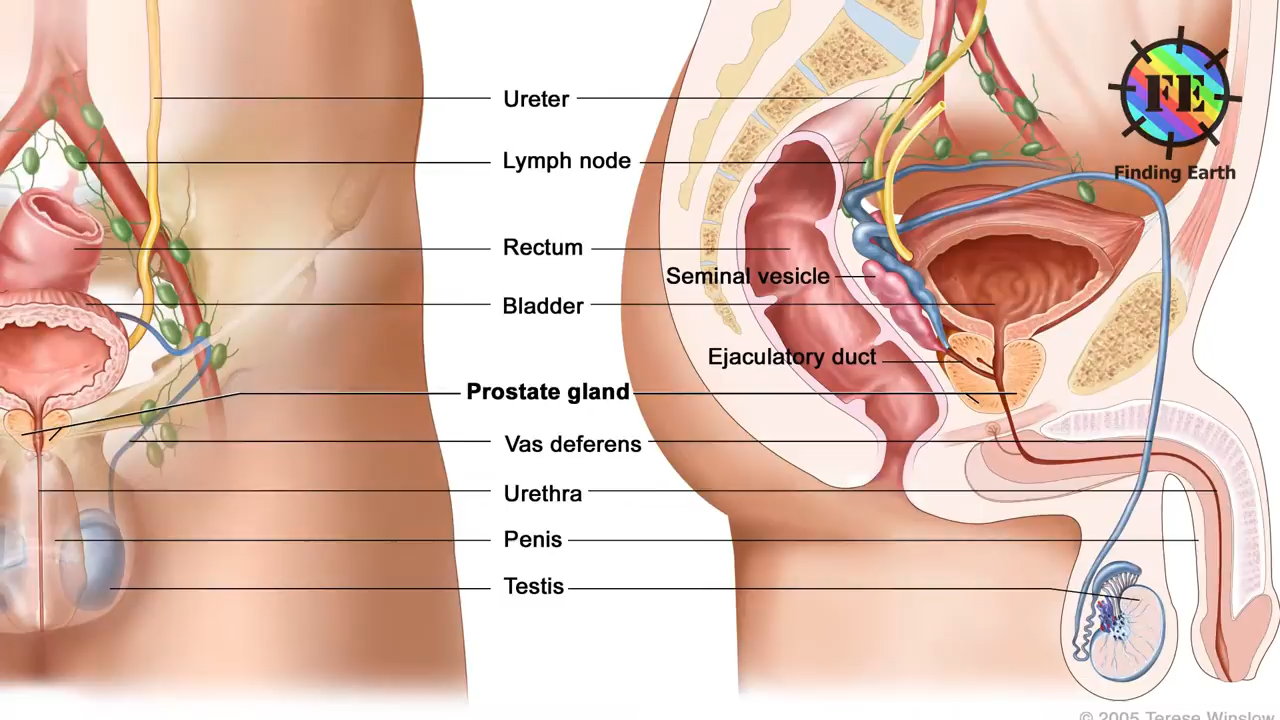 Ureter
FE
Lymph node
Finding Earth
Rectum
Seminal vesicle
Bladder
Ejaculatory duct
Prostate gland
Vas deferens
Urethra
Penis
Testis
© 2005 Terese Winslow